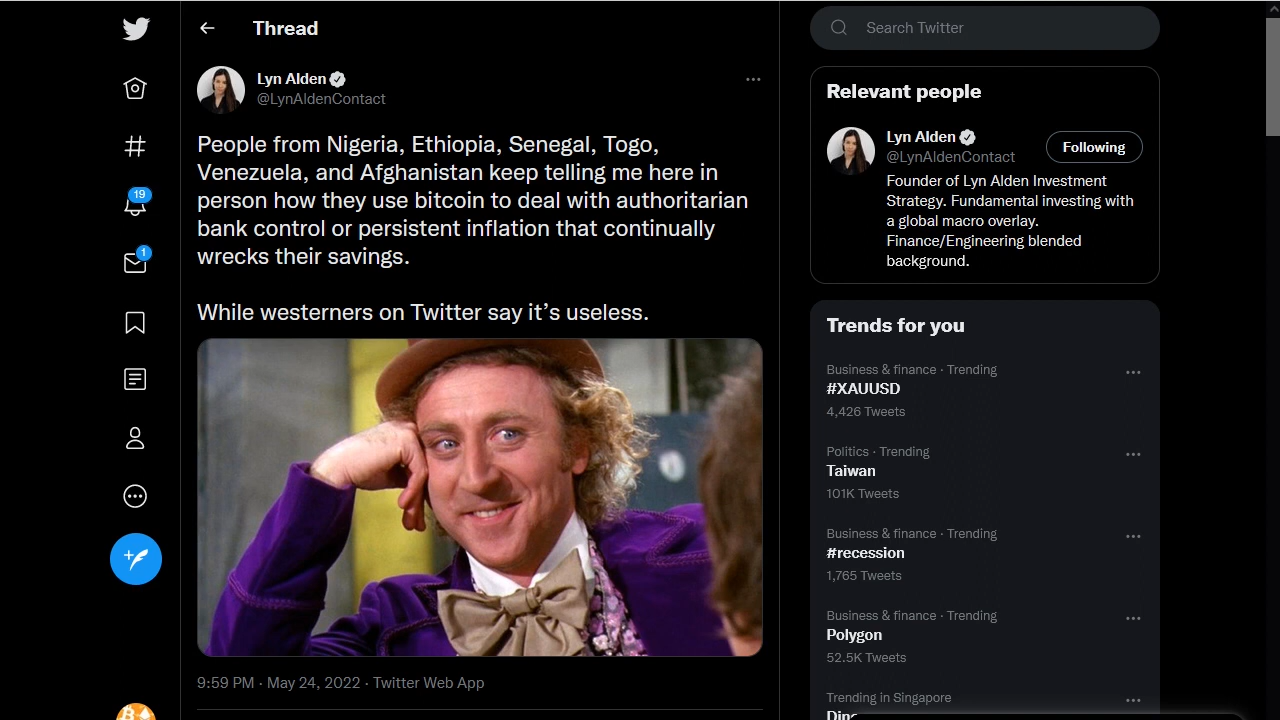 Thread
Lyn Alden
@LynAldenContact
People from Nigeria, Ethiopia, Senegal, Togo,
Venezuela, and Afghanistan keep telling me here in
person how they use bitcoin to deal with authoritarian
bank control or persistent inflation that continually
wrecks their savings.
While westerners on Twitter say it’s useless.
9:59 PM · May 24, 2022 · Twitter Web App
19
1
Search Twitter
Relevant people
Lyn Alden
@LynAldenContact
Following
Founder of Lyn Alden Investment
Strategy. Fundamental investing with
a global macro overlay.
Finance/Engineering blended
background.
Trends for you
Business & finance · Trending
#XAUUSD
4,426 Tweets
Politics · Trending
Taiwan
101K Tweets
Business & finance · Trending
#recession
1,765 Tweets
Business & finance · Trending
Polygon
52.5K Tweets
Trending in Singapore